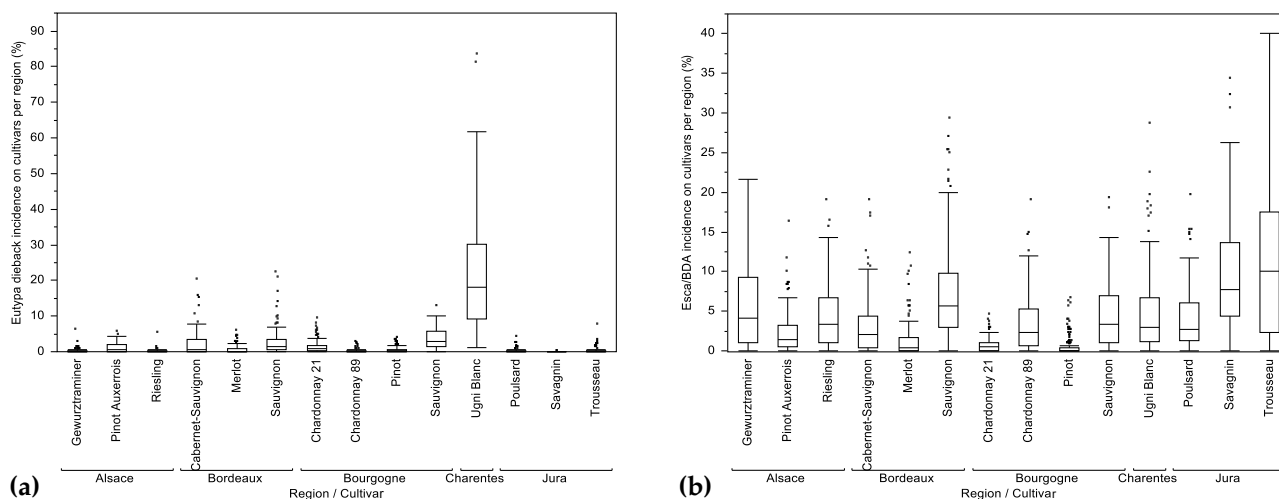 Eutypa dieback incidence on cultivars per region (%)
90
80
70
60
50
40
30
20
10
0
Gewurztraminer
Pinot Auxerrois
Riesling
Cabernet-Sauvignon
Merlot
Sauvignon
Chardonnay 21
Chardonnay 89
Pinot
Sauvignon
Ugni Blanc
Poulsard
Savagnin
Trousseau
Alsace
Bordeaux
Bourgogne
Charentes
Jura
Region / Cultivar
(a)
Esca/BDA incidence on cultivars per region (%)
40
35
30
25
20
15
10
5
0
Gewurztraminer
Pinot Auxerrois
Riesling
Cabernet-Sauvignon
Merlot
Sauvignon
Chardonnay 21
Chardonnay 89
Pinot
Sauvignon
Ugni Blanc
Poulsard
Savagnin
Trousseau
Alsace
Bordeaux
Bourgogne
Charentes
Jura
Region / Cultivar
(b)